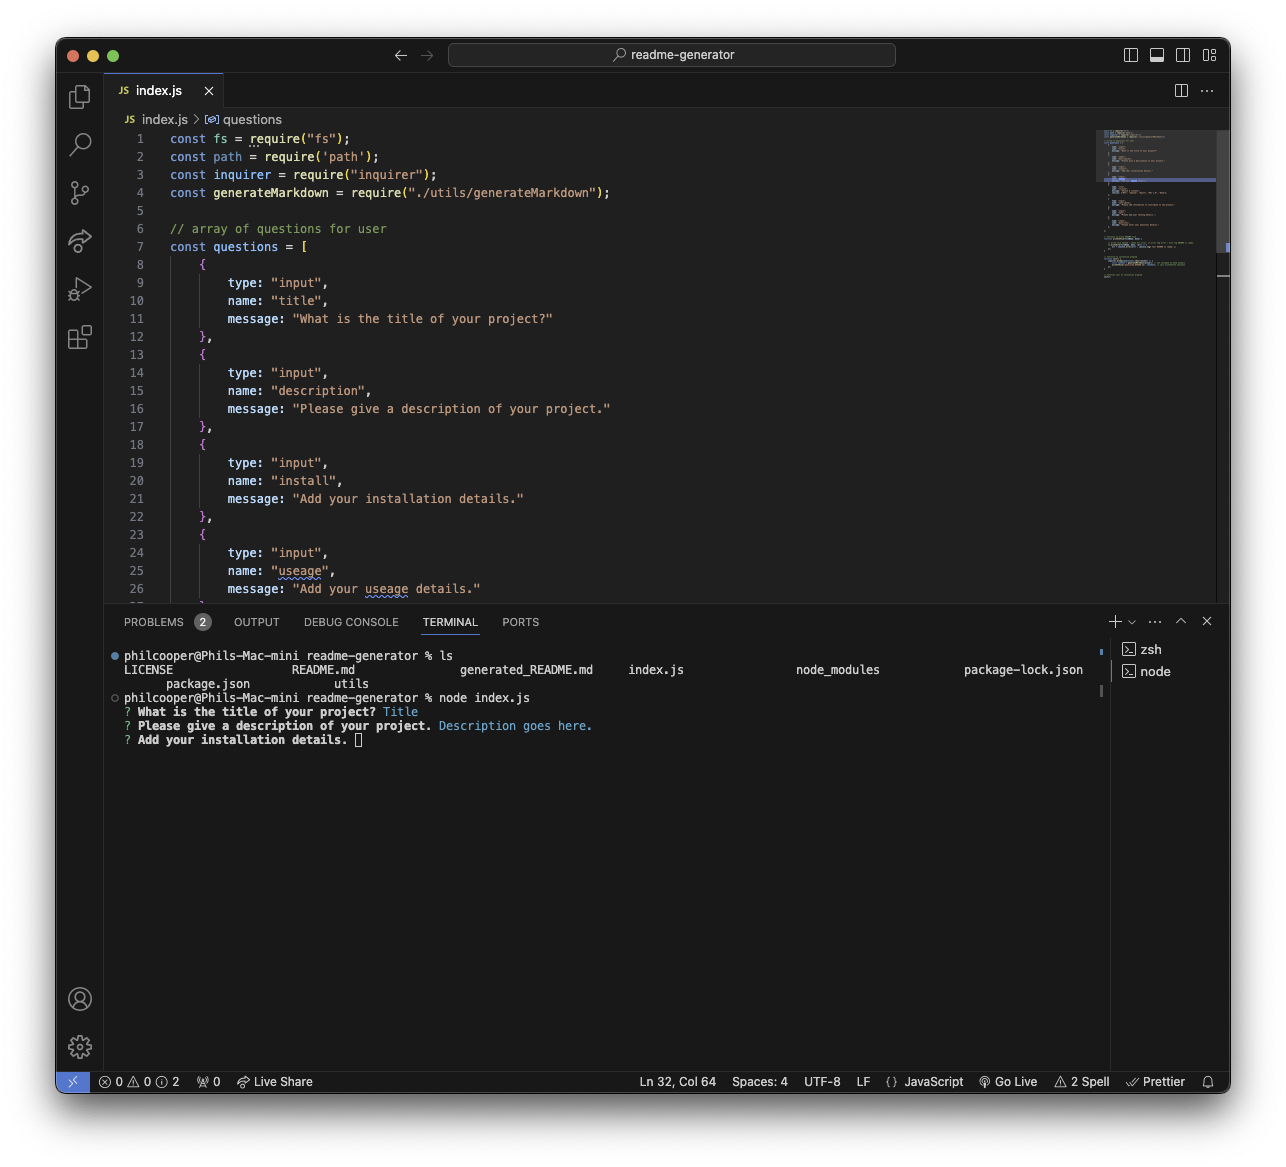 readme-generator
JS index.js
JS index.js > questions
1 const fs = require("fs");
2 const path = require('path');
3 const inquirer = require("inquirer");
4 const generateMarkdown = require("./utils/generateMarkdown");
5
6 // array of questions for user
7 const questions = [
8 {
9 type: "input",
10 name: "title",
11 message: "What is the title of your project?"
12 },
13 {
14 type: "input",
15 name: "description",
16 message: "Please give a description of your project."
17 },
18 {
19 type: "input",
20 name: "install",
21 message: "Add your installation details."
22 },
23 {
24 type: "input",
25 name: "useage",
26 message: "Add your useage details."
PROBLEMS 2 OUTPUT DEBUG CONSOLE TERMINAL PORTS
philcooper@Phils-Mac-mini readme-generator % ls
LICENSE README.md generated_README.md index.js node_modules package-lock.json
package.json utils
philcooper@Phils-Mac-mini readme-generator % node index.js
? What is the title of your project? Title
? Please give a description of your project. Description goes here.
? Add your installation details.
zsh
node
0 0 2 0 Live Share Ln 32, Col 64 Spaces: 4 UTF-8 LF {} JavaScript Go Live 2 Spell Prettier